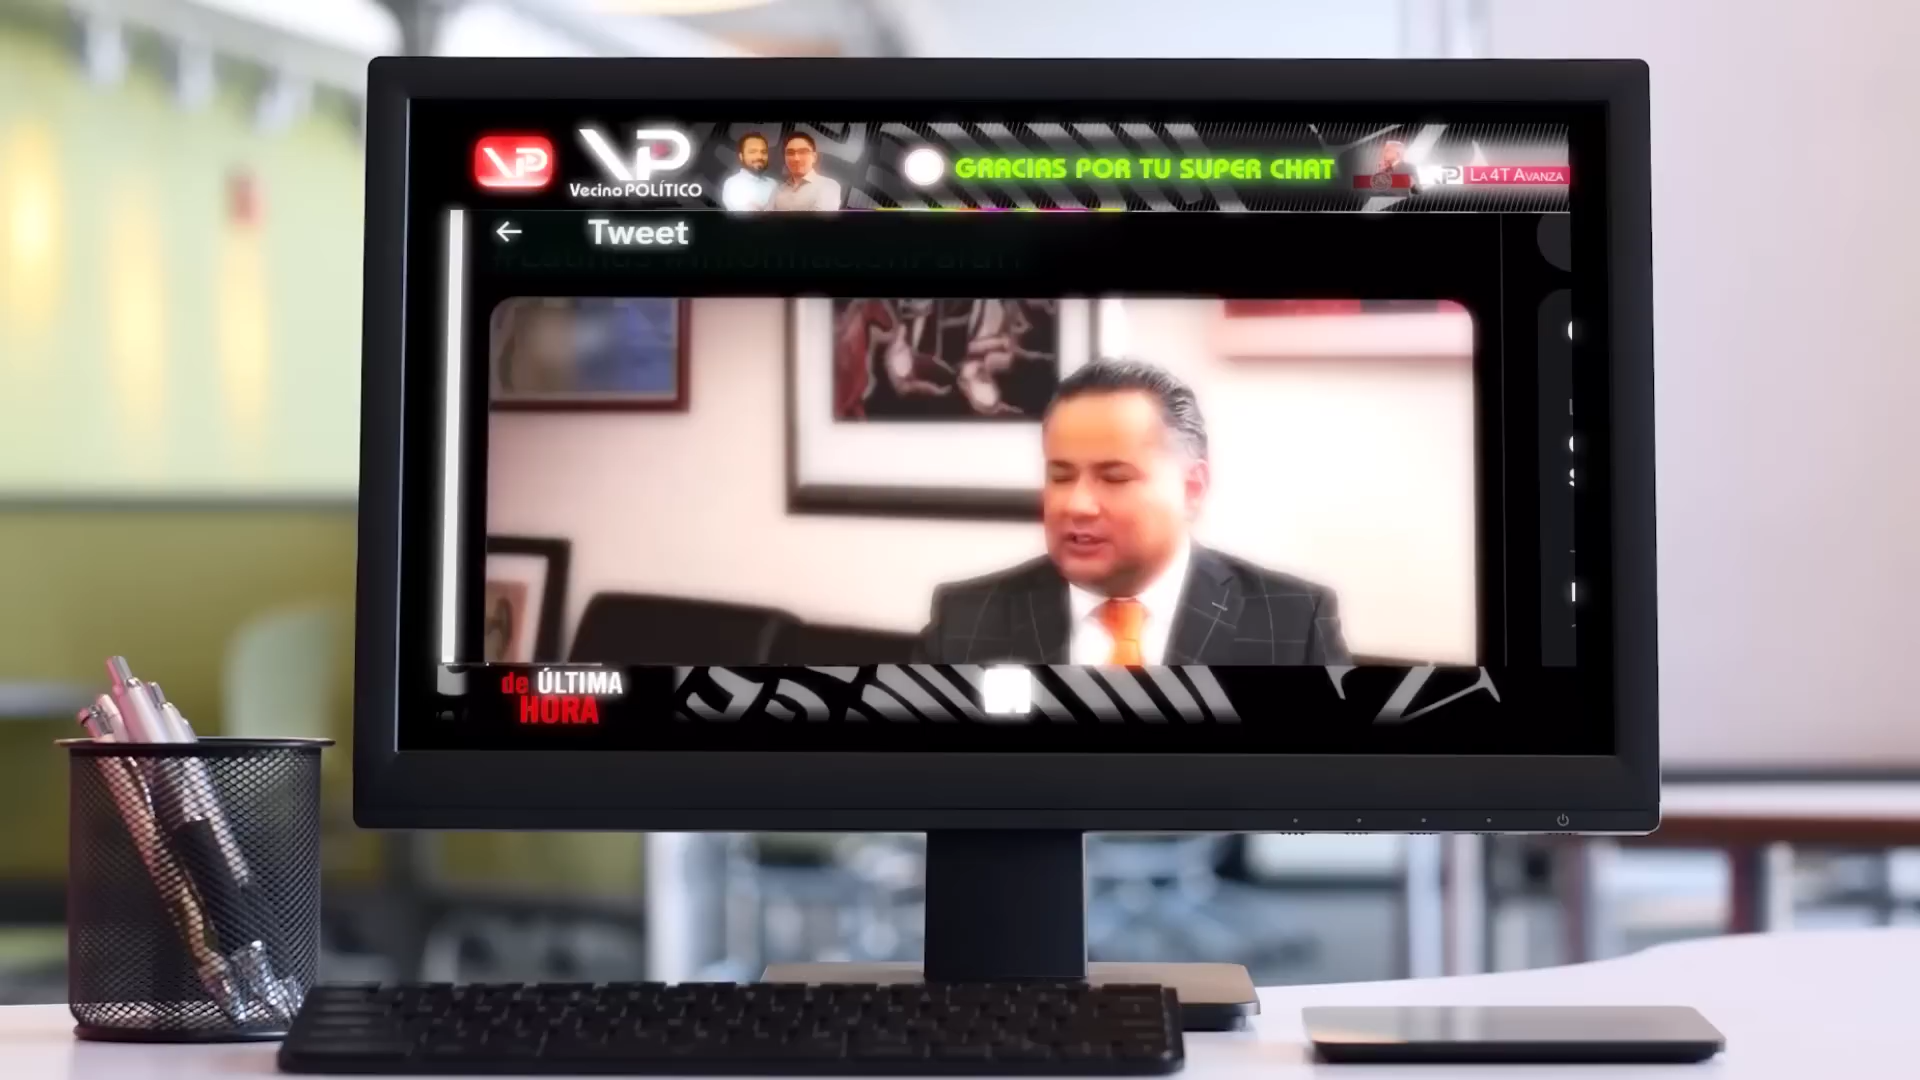 VP
VP
Vecino POLÍTICO
GRACIAS POR TU SUPER CHAT
VP LA 4T AVANZA
Tweet
de ÚLTIMA
HORA